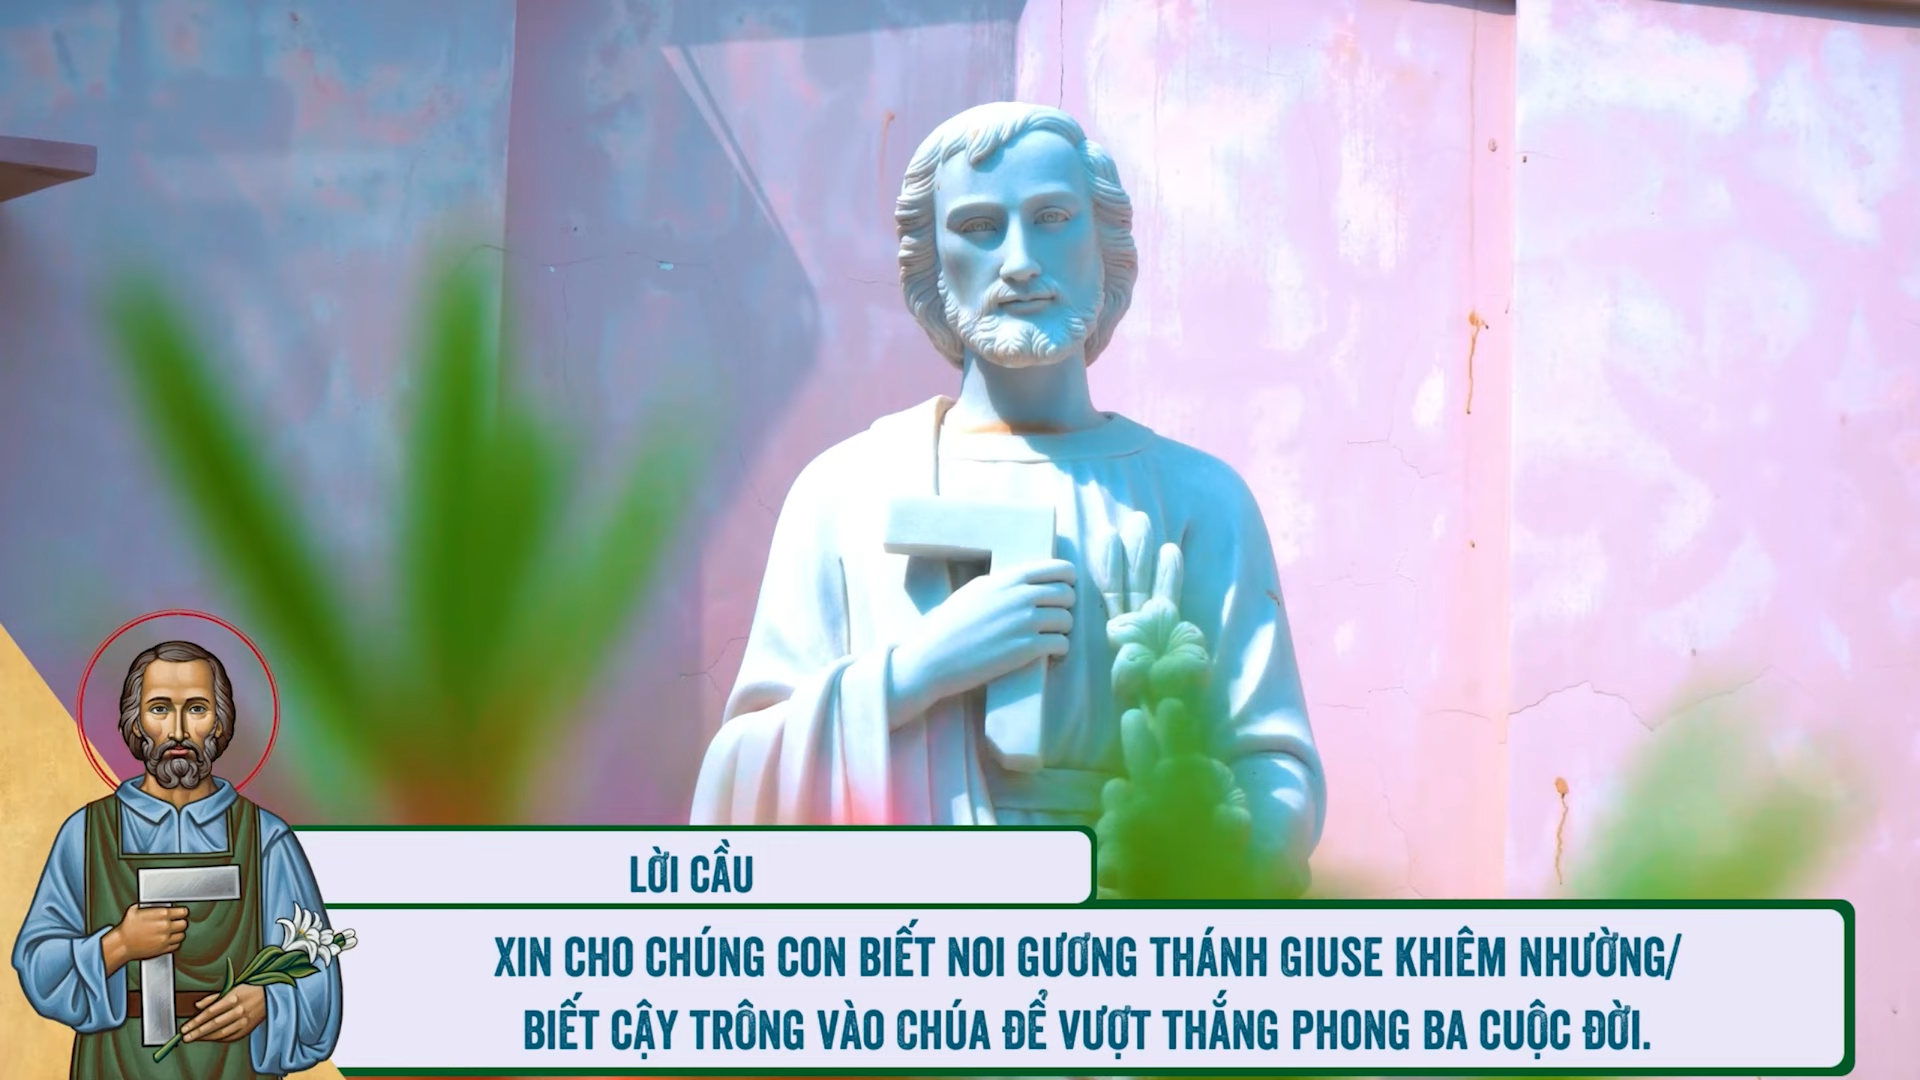 LỜI CẦU
XIN CHO CHÚNG CON BIẾT NOI GƯƠNG THÁNH GIUSE KHIÊM NHƯỜNG/
BIẾT CẬY TRÔNG VÀO CHÚA ĐỂ VƯỢT THẮNG PHONG BA CUỘC ĐỜI.